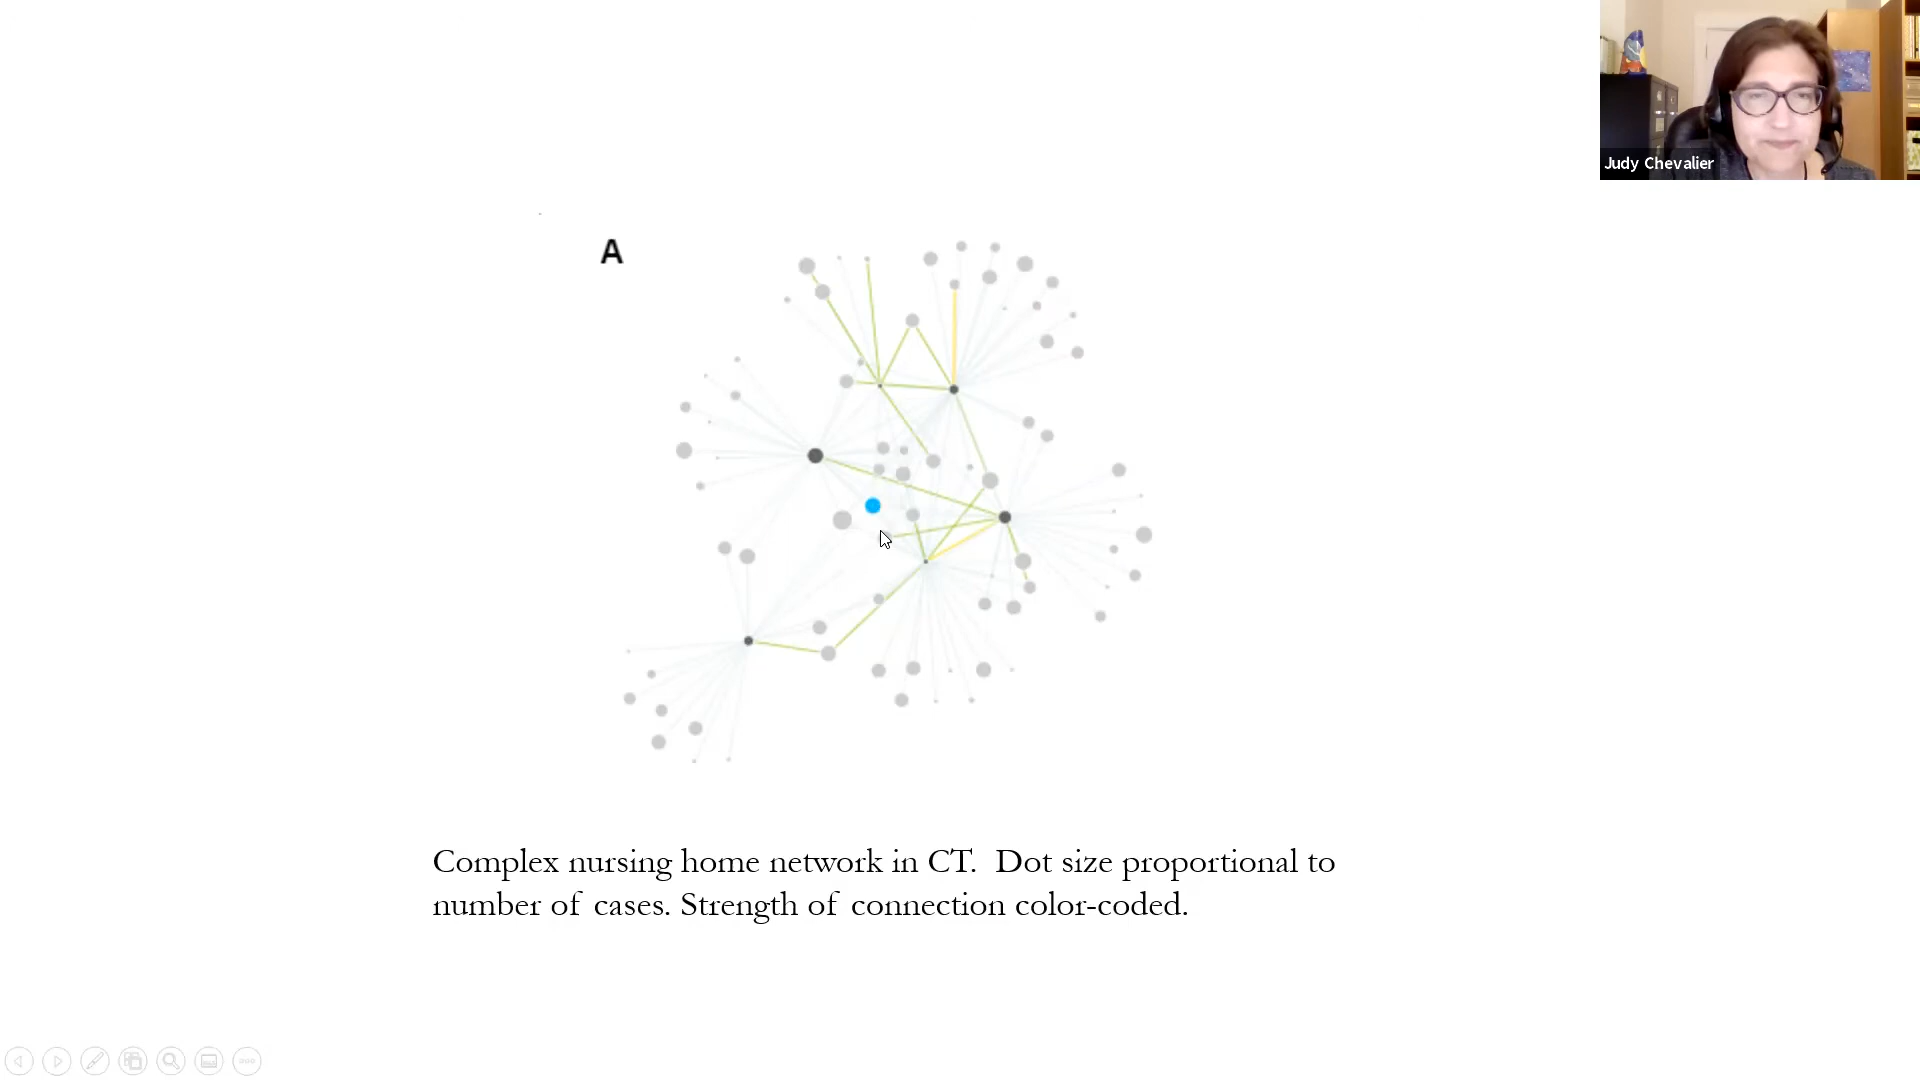 Judy Chevalier
A
Complex nursing home network in CT. Dot size proportional to
number of cases. Strength of connection color-coded.